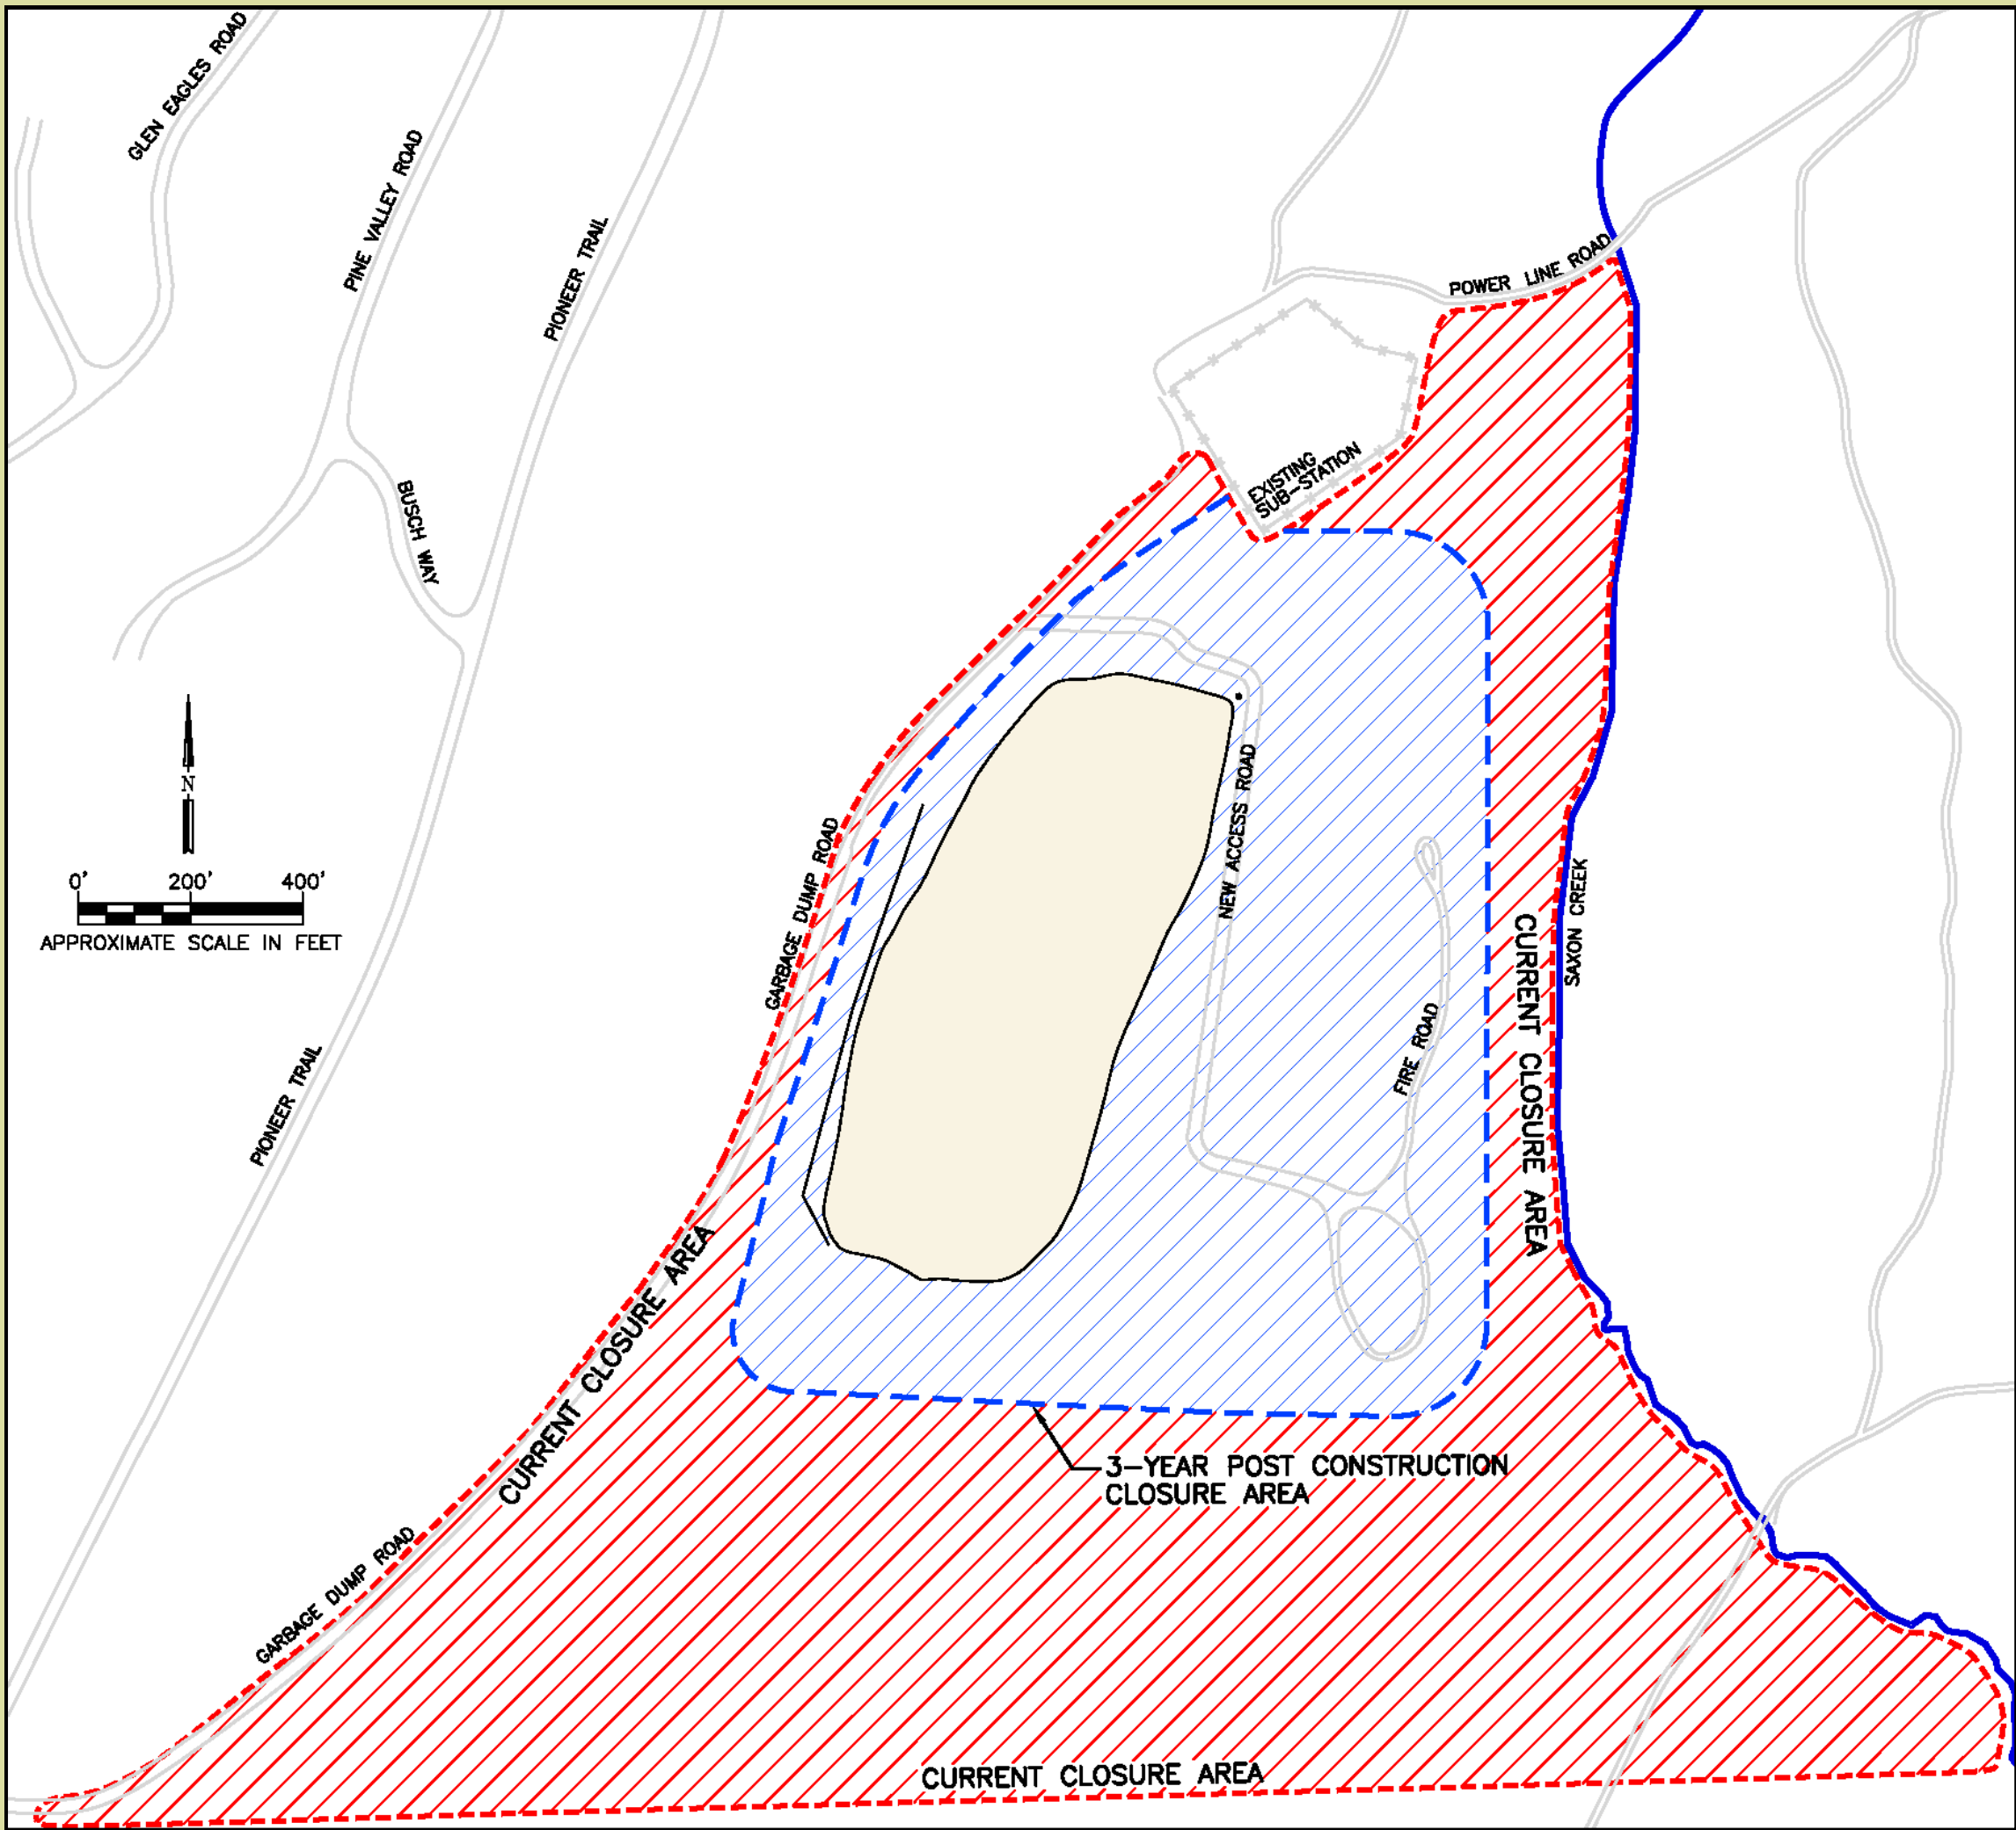 GLEN EAGLES ROAD
PINE VALLEY ROAD
PIONEER TRAIL
POWER LINE ROAD
BUSCH WAY
EXISTING
SUB-STATION
N
0' 200' 400'
APPROXIMATE SCALE IN FEET
GARBAGE DUMP ROAD
NEW ACCESS ROAD
SAXON CREEK
CURRENT CLOSURE AREA
FIRE ROAD
PIONEER TRAIL
CURRENT CLOSURE AREA
3-YEAR POST CONSTRUCTION
CLOSURE AREA
GARBAGE DUMP ROAD
CURRENT CLOSURE AREA